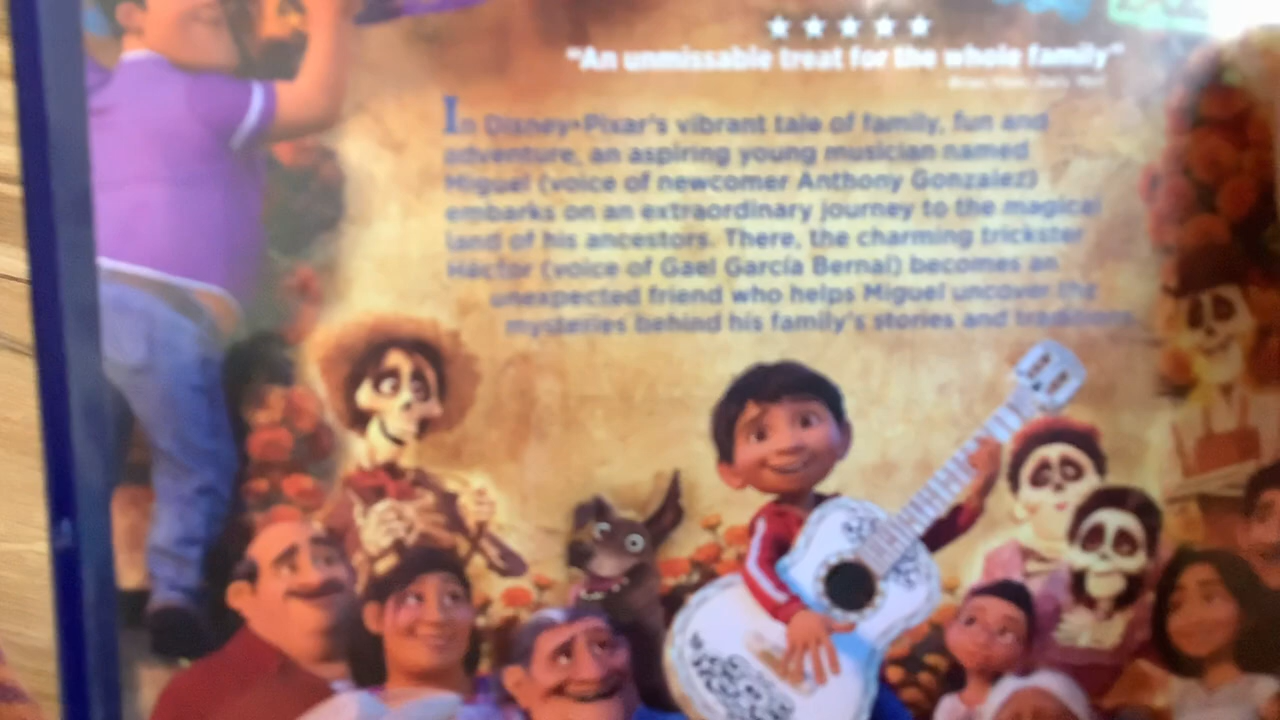 "An unmissable treat for the whole family"
In Disney•Pixar's vibrant tale of family, fun and
adventure, an aspiring young musician named
Miguel (voice of newcomer Anthony Gonzalez)
embarks on an extraordinary journey to the magical
land of his ancestors. There, the charming trickster
Héctor (voice of Gael García Bernal) becomes an
unexpected friend who helps Miguel uncover the
mysteries behind his family's stories and traditions.